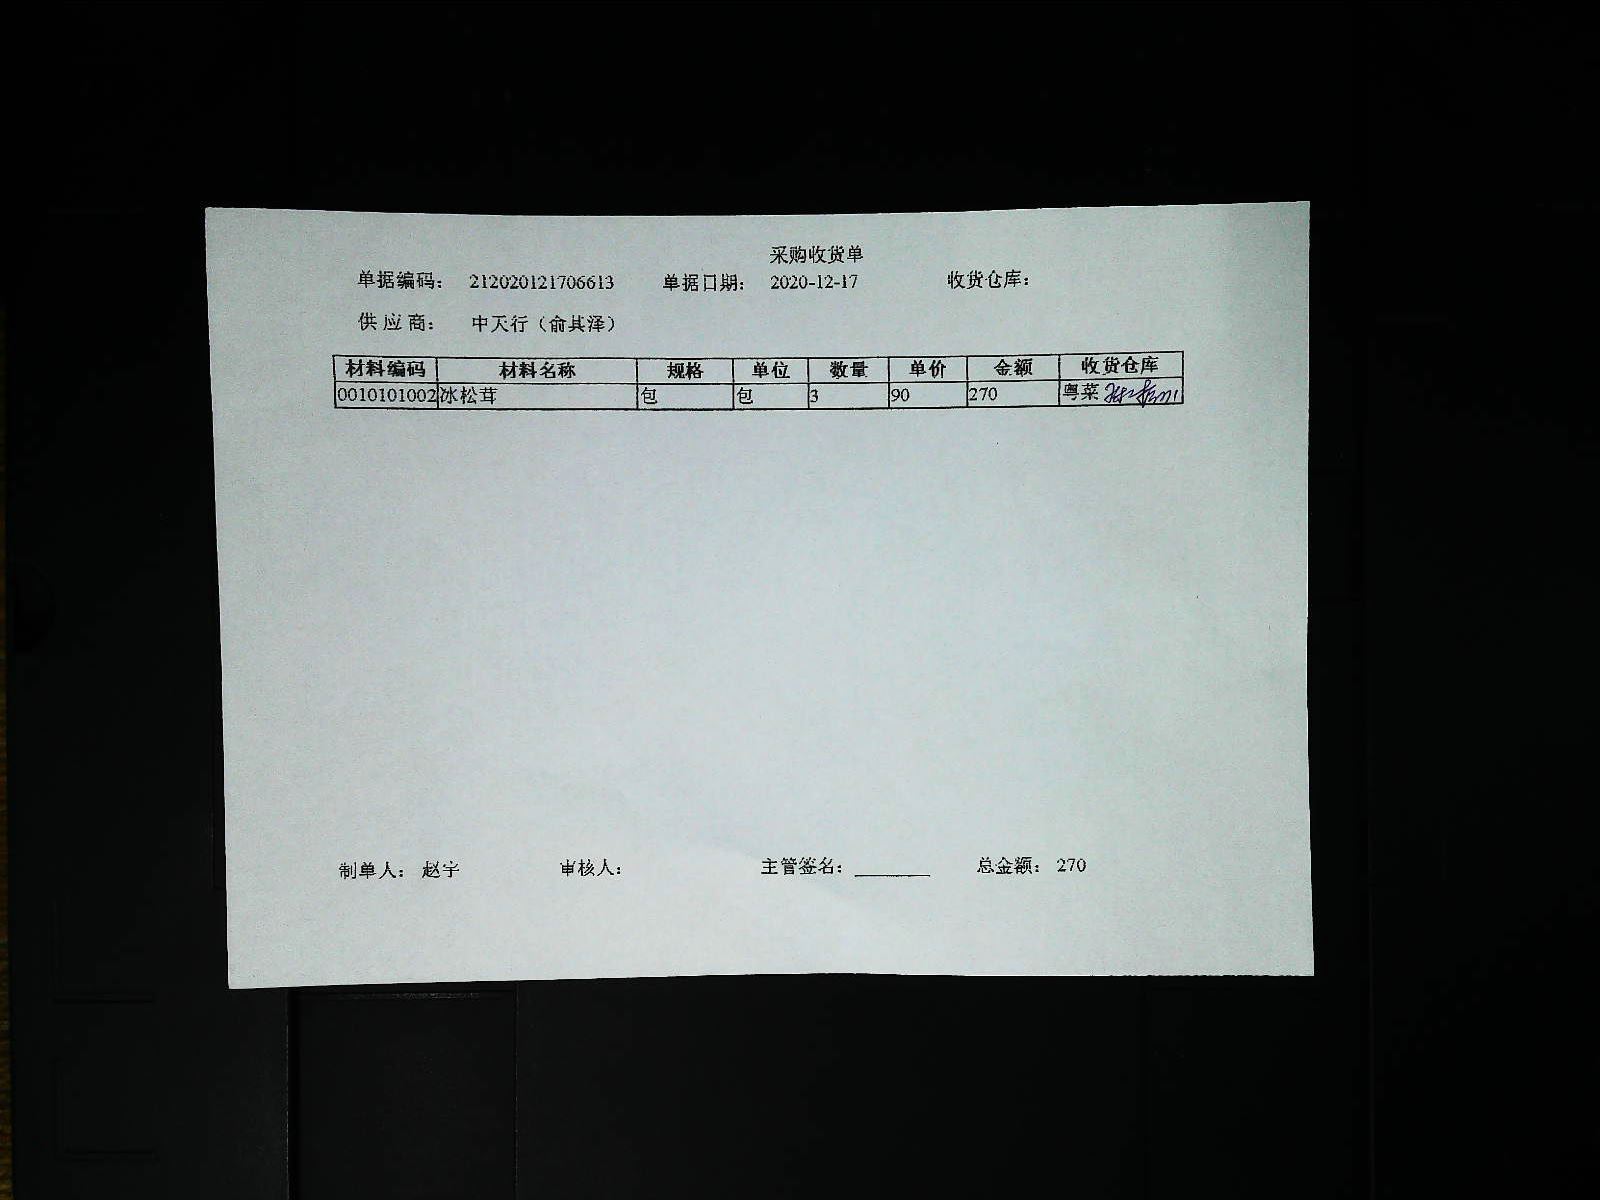 采购收货单
单据编码： 212020121706613 单据日期： 2020-12-17 收货仓库：
供应商： 中天行（俞其泽）
材料编码 材料名称 规格 单位 数量 单价 金额 收货仓库
0010101002 冰松茸 包 包 3 90 270 粤菜
制单人： 赵宇 审核人： 主管签名： 总金额： 270